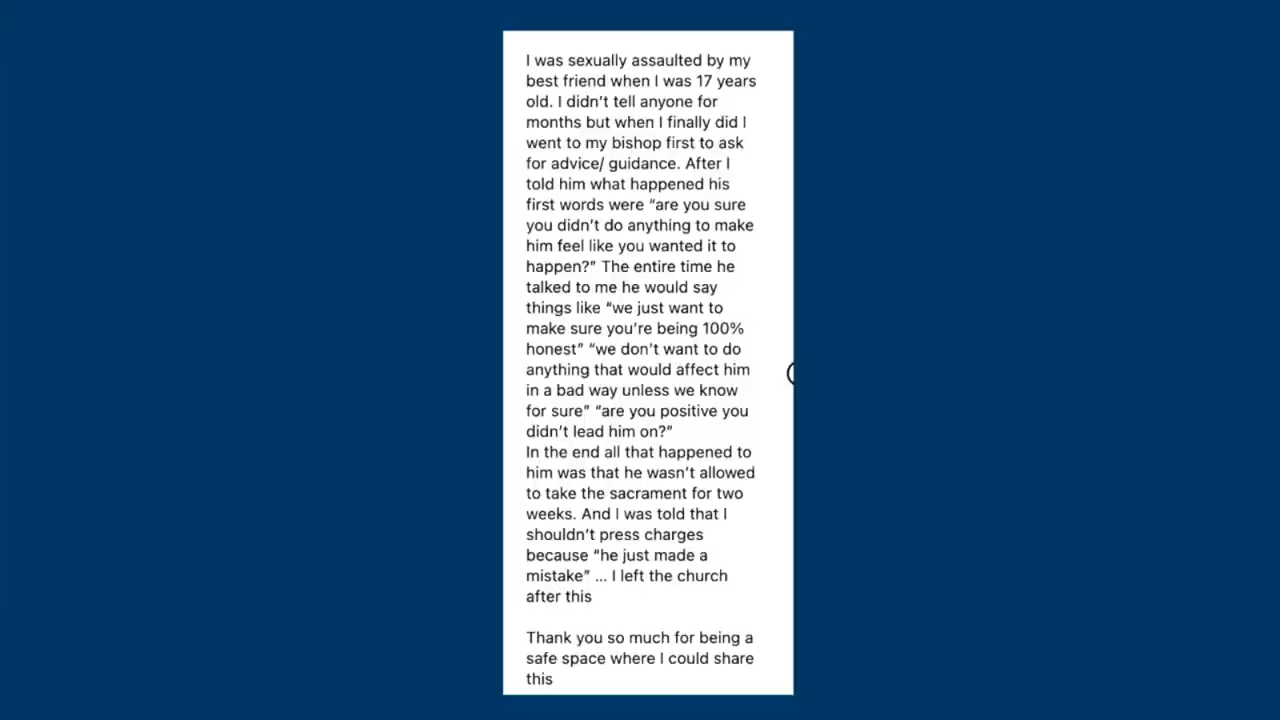 I was sexually assaulted by my
best friend when I was 17 years
old. I didn't tell anyone for
months but when I finally did I
went to my bishop first to ask
for advice/ guidance. After I
told him what happened his
first words were “are you sure
you didn't do anything to make
him feel like you wanted it to
happen?” The entire time he
talked to me he would say
things like “we just want to
make sure you're being 100%
honest” “we don't want to do
anything that would affect him
in a bad way unless we know
for sure” “are you positive you
didn't lead him on?”
In the end all that happened to
him was that he wasn't allowed
to take the sacrament for two
weeks. And I was told that I
shouldn't press charges
because “he just made a
mistake” ... I left the church
after this
Thank you so much for being a
safe space where I could share
this